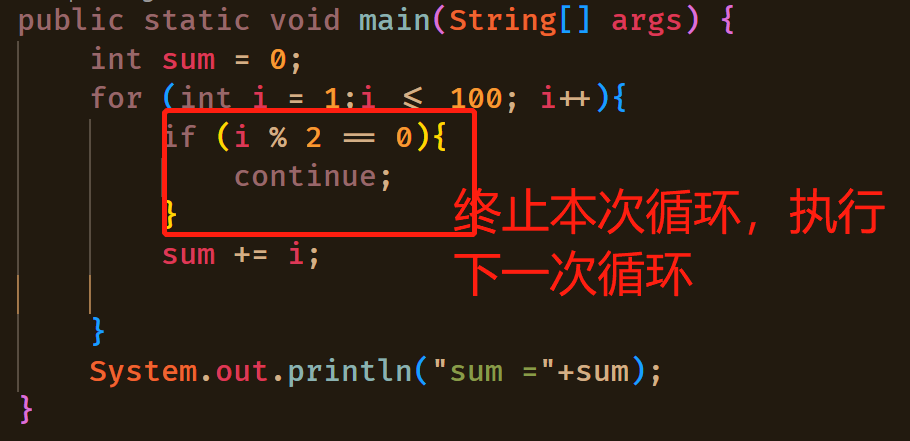 public static void main(String[] args) {
int sum = 0;
for (int i = 1:i <= 100; i++){
if (i % 2 == 0){
continue;
}
终止本次循环，执行
sum += i;
下一次循环
}
System.out.println("sum ="+sum);
}